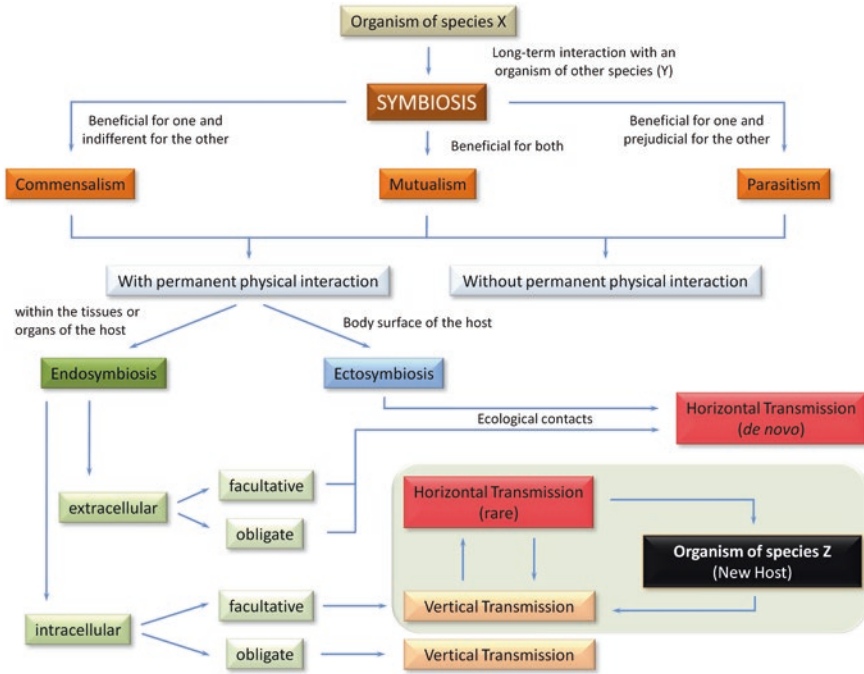 Organism of species X
Long-term interaction with an
organism of other species (Y)
SYMBIOSIS
Beneficial for one and
indifferent for the other
Beneficial for both
Beneficial for one and
prejudicial for the other
Commensalism
Mutualism
Parasitism
With permanent physical interaction
Without permanent physical interaction
within the tissues or
organs of the host
Body surface of the host
Endosymbiosis
Ectosymbiosis
Ecological contacts
Horizontal Transmission
(de novo)
extracellular
facultative
obligate
Horizontal Transmission
(rare)
Organism of species Z
(New Host)
intracellular
facultative
Vertical Transmission
obligate
Vertical Transmission